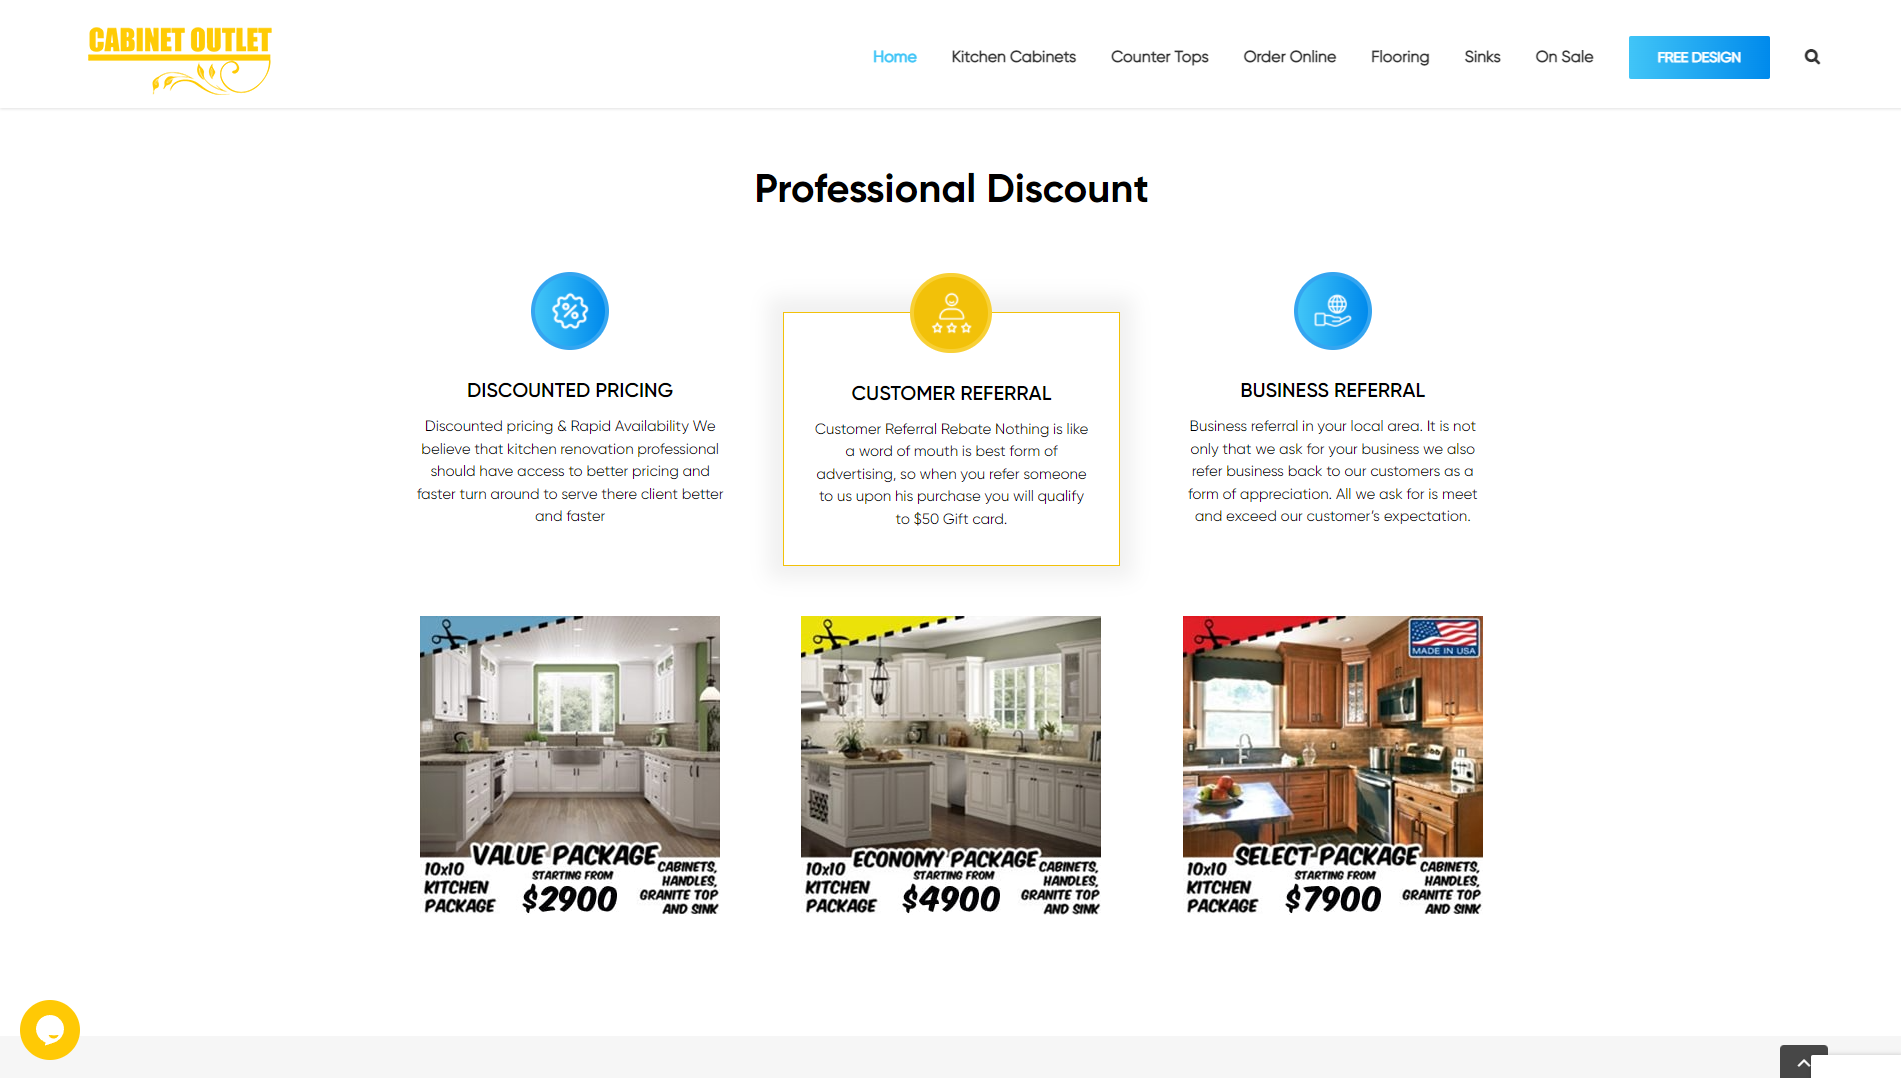 CABINET OUTLET
Home
Kitchen Cabinets
Counter Tops
Order Online
Flooring
Sinks
On Sale
FREE DESIGN
Professional Discount
DISCOUNTED PRICING
Discounted pricing & Rapid Availability We
believe that kitchen renovation professional
should have access to better pricing and
faster turn around to serve there client better
and faster
CUSTOMER REFERRAL
Customer Referral Rebate Nothing is like
a word of mouth is best form of
advertising, so when you refer someone
to us upon his purchase you will qualify
to $50 Gift card.
BUSINESS REFERRAL
Business referral in your local area. It is not
only that we ask for your business we also
refer business back to our customers as a
form of appreciation. All we ask for is meet
and exceed our customer’s expectation.
VALUE PACKAGE
10x10
KITCHEN
PACKAGE
STARTING FROM
$2900
CABINETS,
HANDLES,
GRANITE TOP
AND SINK
ECONOMY PACKAGE
10x10
KITCHEN
PACKAGE
STARTING FROM
$4900
CABINETS,
HANDLES,
GRANITE TOP
AND SINK
MADE IN USA
SELECT PACKAGE
10x10
KITCHEN
PACKAGE
STARTING FROM
$7900
CABINETS,
HANDLES,
GRANITE TOP
AND SINK